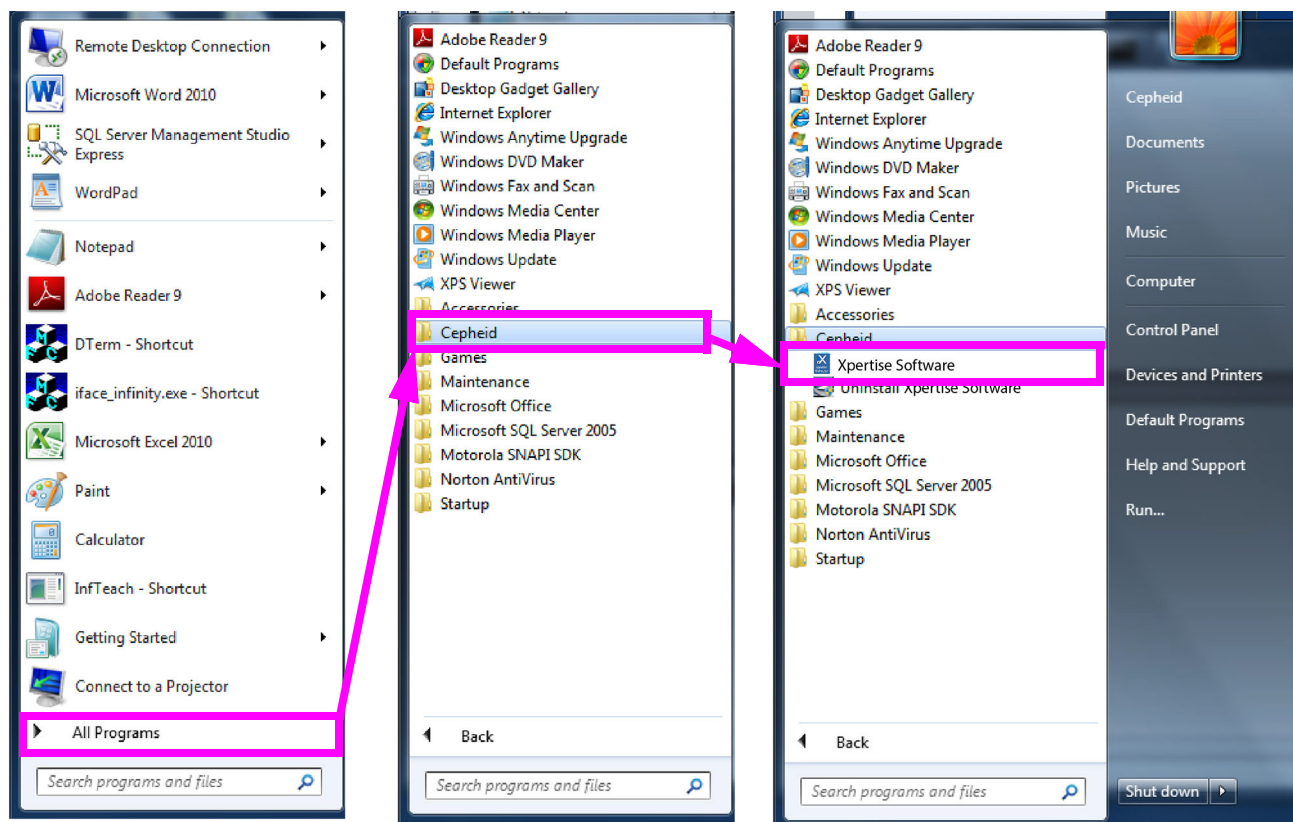 Remote Desktop Connection
Microsoft Word 2010
SQL Server Management Studio
Express
WordPad
Notepad
Adobe Reader 9
DTerm - Shortcut
iface_infinity.exe - Shortcut
Microsoft Excel 2010
Paint
Calculator
InfTeach - Shortcut
Getting Started
Connect to a Projector
All Programs
Search programs and files
Adobe Reader 9
Default Programs
Desktop Gadget Gallery
Internet Explorer
Windows Anytime Upgrade
Windows DVD Maker
Windows Fax and Scan
Windows Media Center
Windows Media Player
Windows Update
XPS Viewer
Accessories
Cepheid
Games
Maintenance
Microsoft Office
Microsoft SQL Server 2005
Motorola SNAPI SDK
Norton AntiVirus
Startup
Back
Search programs and files
Adobe Reader 9
Default Programs
Desktop Gadget Gallery
Internet Explorer
Windows Anytime Upgrade
Windows DVD Maker
Windows Fax and Scan
Windows Media Center
Windows Media Player
Windows Update
XPS Viewer
Accessories
Cepheid
Xpertise Software
Uninstall Xpertise Software
Games
Maintenance
Microsoft Office
Microsoft SQL Server 2005
Motorola SNAPI SDK
Norton AntiVirus
Startup
Back
Search programs and files
Cepheid
Documents
Pictures
Music
Computer
Control Panel
Devices and Printers
Default Programs
Help and Support
Run...
Shut down